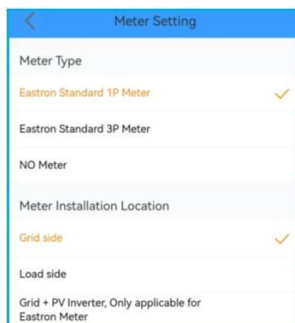 Meter Setting
Meter Type
Eastron Standard 1P Meter
Eastron Standard 3P Meter
NO Meter
Meter Installation Location
Grid side
Load side
Grid + PV Inverter, Only applicable for
Eastron Meter